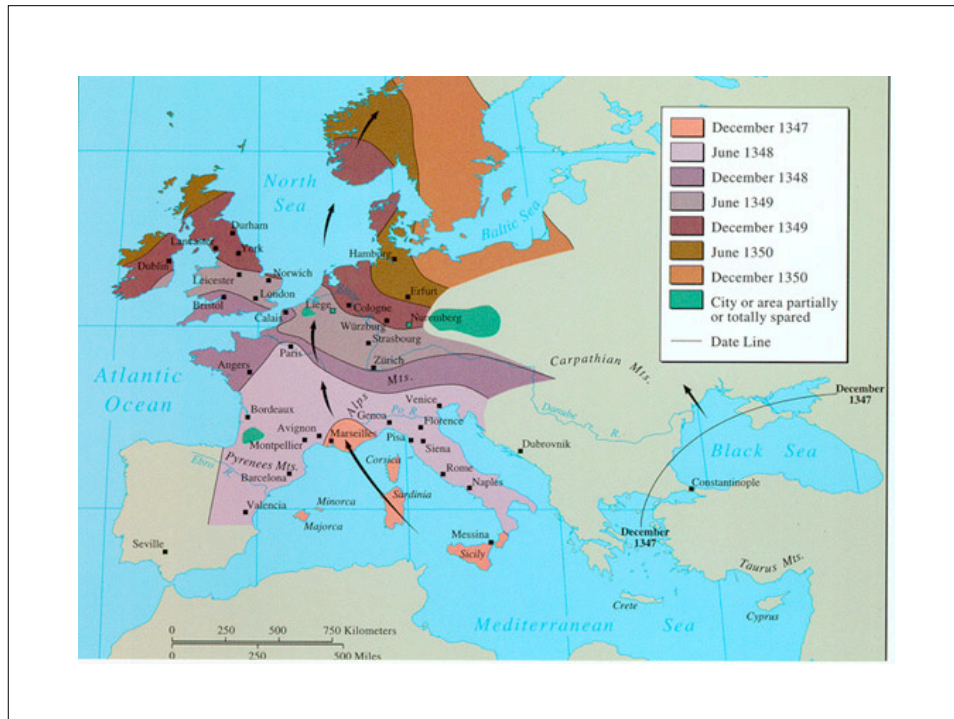 December 1347
June 1348
December 1348
June 1349
December 1349
June 1350
December 1350
City or area partially
or totally spared
Date Line
North
Sea
Baltic Sea
Durham
Lancaster
York
Dublin
Leicester
Norwich
London
Bristol
Calais
Hamburg
Liege
Cologne
Erfurt
Würzburg
Nuremberg
Strasbourg
Paris
Zürich
Angers
Mts.
Alps
Carpathian Mts.
Atlantic
Ocean
Bordeaux
Avignon
Montpellier
Marseilles
Genoa
Po R.
Venice
Florence
Pisa
Siena
Danube R.
Dubrovnik
December
1347
Black Sea
Constantinople
Ebro R.
Pyrenees Mts.
Barcelona
Corsica
Rome
Naples
Valencia
Minorca
Majorca
Sardinia
Seville
Messina
Sicily
December
1347
Taurus Mts.
Crete
Cyprus
Mediterranean Sea
0 250 500 750 Kilometers
0 250 500 Miles